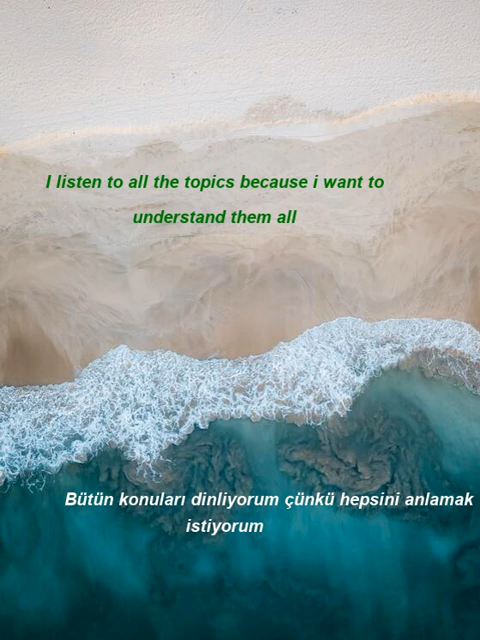 I listen to all the topics because i want to
understand them all
Bütün konuları dinliyorum çünkü hepsini anlamak
istiyorum